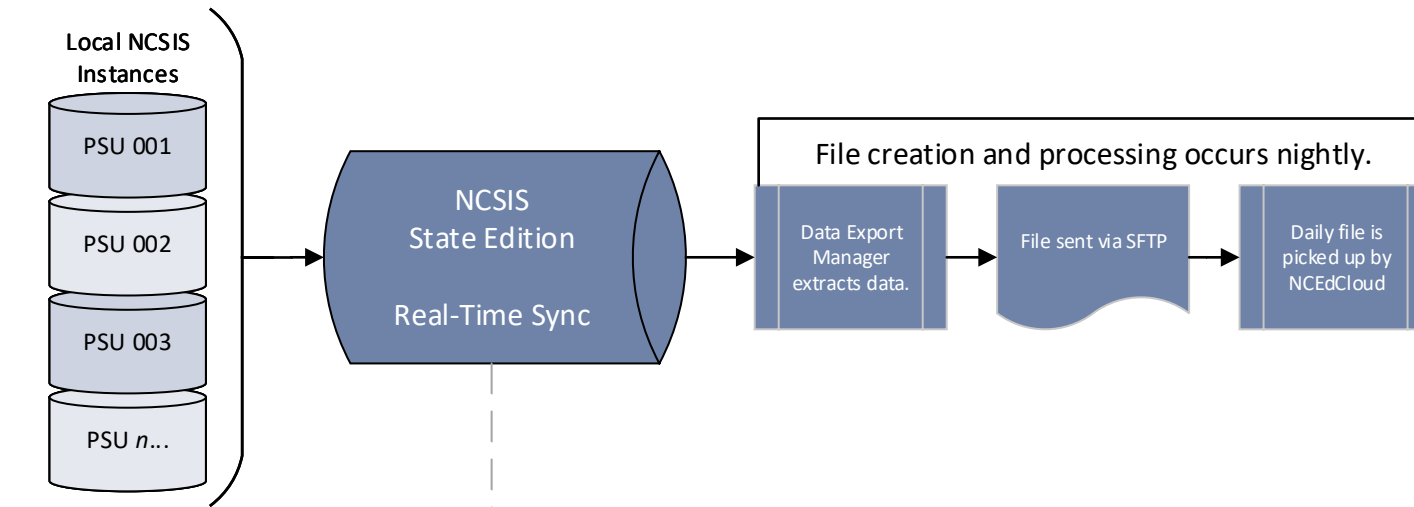 Local NCSIS
Instances
PSU 001
PSU 002
PSU 003
PSU n...
NCSIS
State Edition
Real-Time Sync
File creation and processing occurs nightly.
Data Export
Manager
extracts data.
File sent via SFTP
Daily file is
picked up by
NCEdCloud